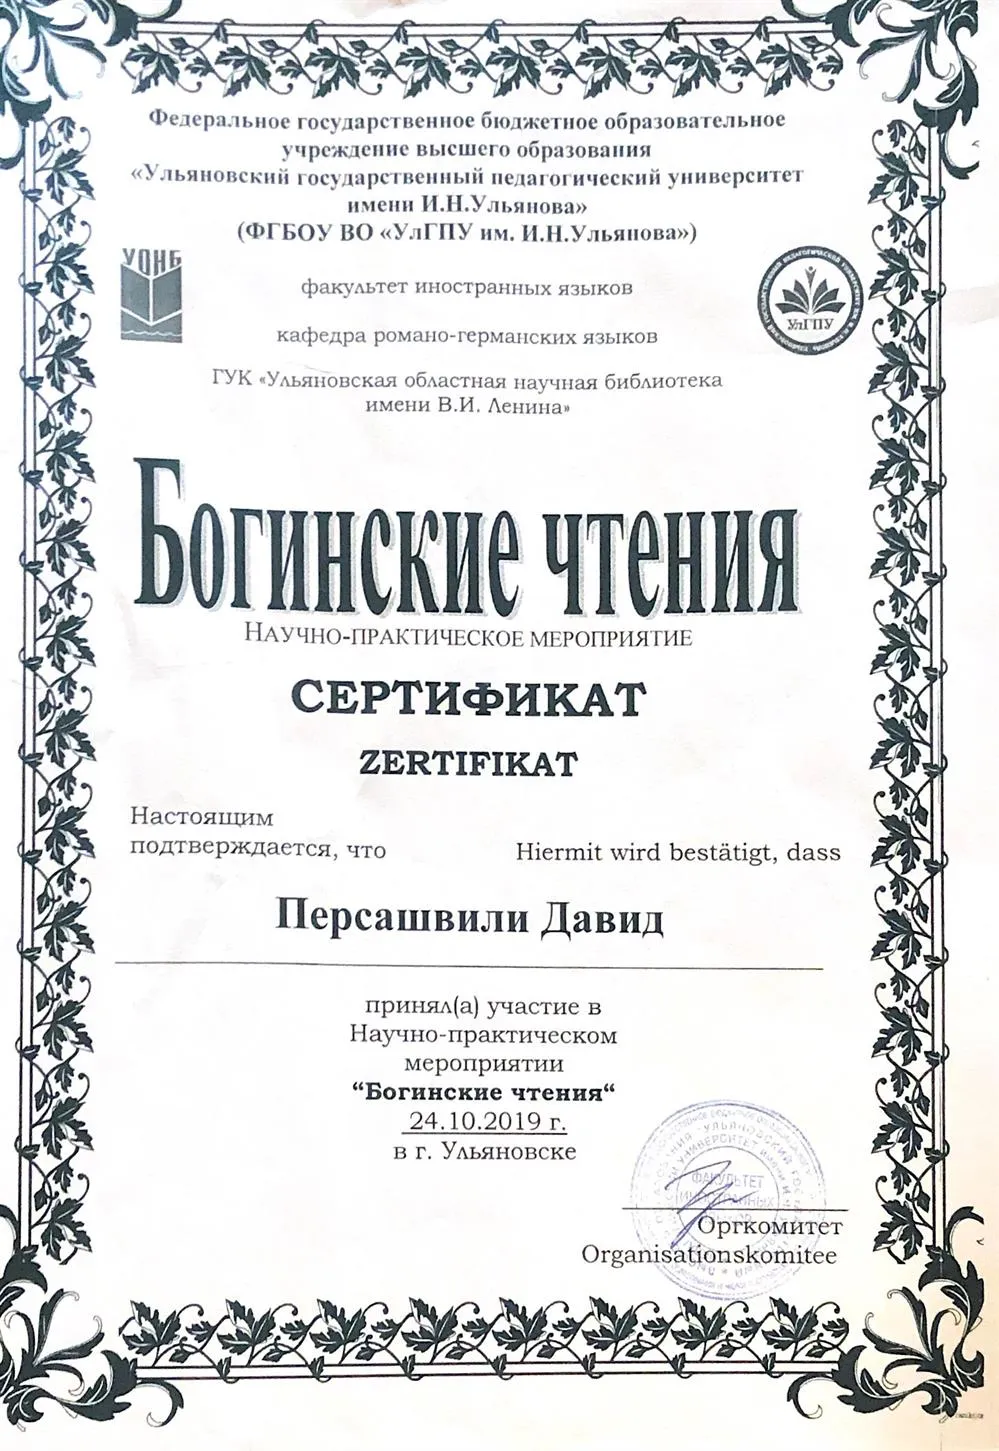 Федеральное государственное бюджетное образовательное
учреждение высшего образования
«Ульяновский государственный педагогический университет
имени И.Н.Ульянова»
(ФГБОУ ВО «УлГПУ им. И.Н.Ульянова»)
УОНБ
УлГПУ
факультет иностранных языков
кафедра романо-германских языков
ГУК «Ульяновская областная научная библиотека
имени В.И. Ленина»
Богинские чтения
Научно-практическое мероприятие
СЕРТИФИКАТ
ZERTIFIKAT
Настоящим
подтверждается, что
Hiermit wird bestätigt, dass
Персашвили Давид
принял(а) участие в
Научно-практическом
мероприятии
“Богинские чтения“
24.10.2019 г.
в г. Ульяновске
ФАКУЛЬТЕТ
ИНОСТРАННЫХ
Оргкомитет
Organisationskomitee